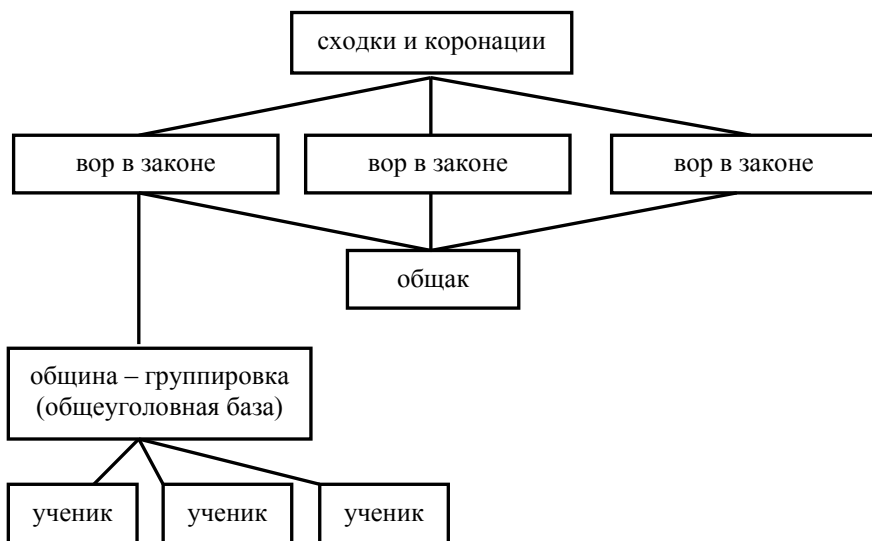 сходки и коронации
вор в законе
вор в законе
вор в законе
общак
община – группировка
(общеуголовная база)
ученик
ученик
ученик